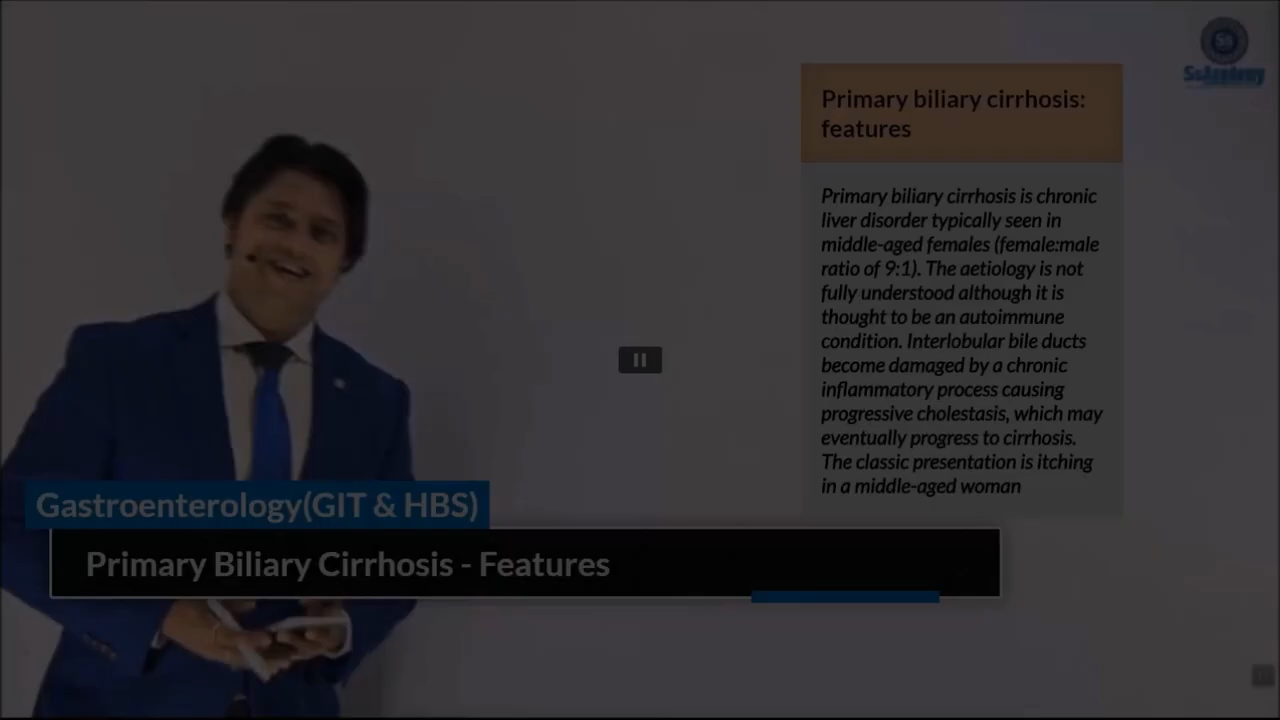 SsAcademy
Primary biliary cirrhosis:
features
Primary biliary cirrhosis is chronic
liver disorder typically seen in
middle-aged females (female:male
ratio of 9:1). The aetiology is not
fully understood although it is
thought to be an autoimmune
condition. Interlobular bile ducts
become damaged by a chronic
inflammatory process causing
progressive cholestasis, which may
eventually progress to cirrhosis.
The classic presentation is itching
in a middle-aged woman
Gastroenterology(GIT & HBS)
Primary Biliary Cirrhosis - Features